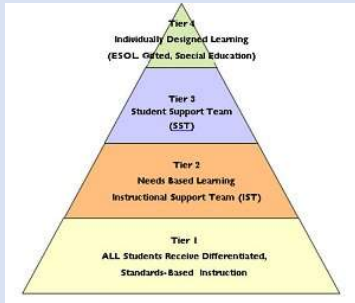 Tier 4
Individually Designed Learning
(ESOL, Gifted, Special Education)
Tier 3
Student Support Team
(SST)
Tier 2
Needs Based Learning
Instructional Support Team (IST)
Tier 1
ALL Students Receive Differentiated,
Standards-Based Instruction